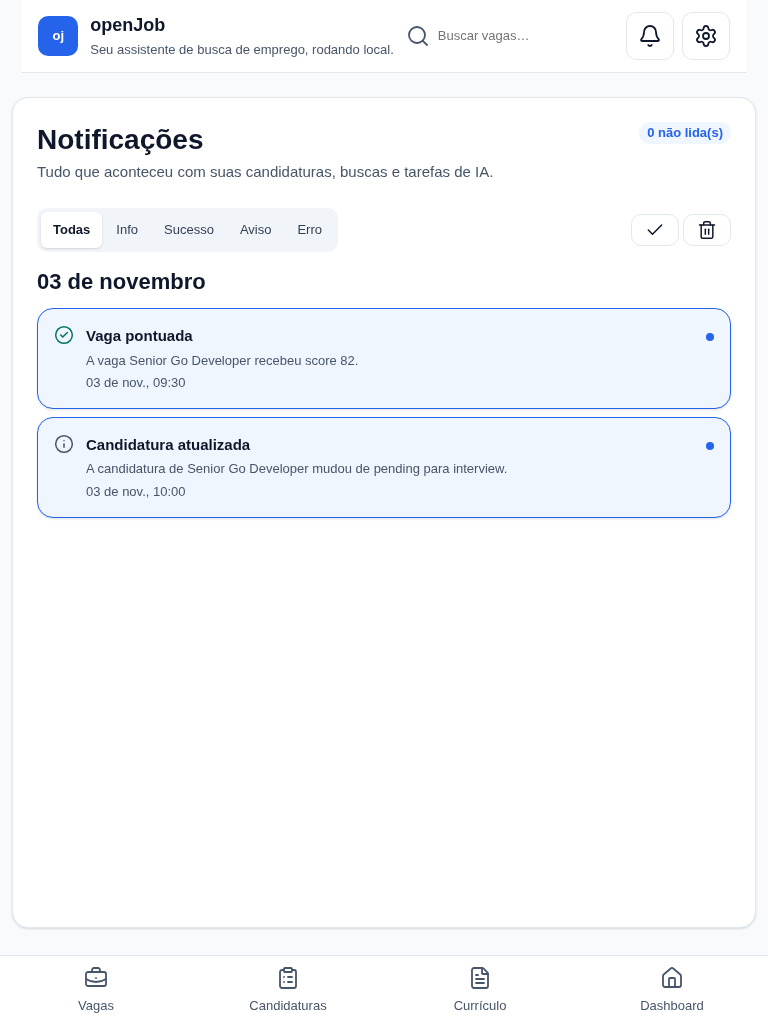 oj
openJob
Seu assistente de busca de emprego, rodando local.
Buscar vagas…
Notificações
0 não lida(s)
Tudo que aconteceu com suas candidaturas, buscas e tarefas de IA.
Todas Info Sucesso Aviso Erro
03 de novembro
Vaga pontuada
A vaga Senior Go Developer recebeu score 82.
03 de nov., 09:30
Candidatura atualizada
A candidatura de Senior Go Developer mudou de pending para interview.
03 de nov., 10:00
Vagas Candidaturas Currículo Dashboard